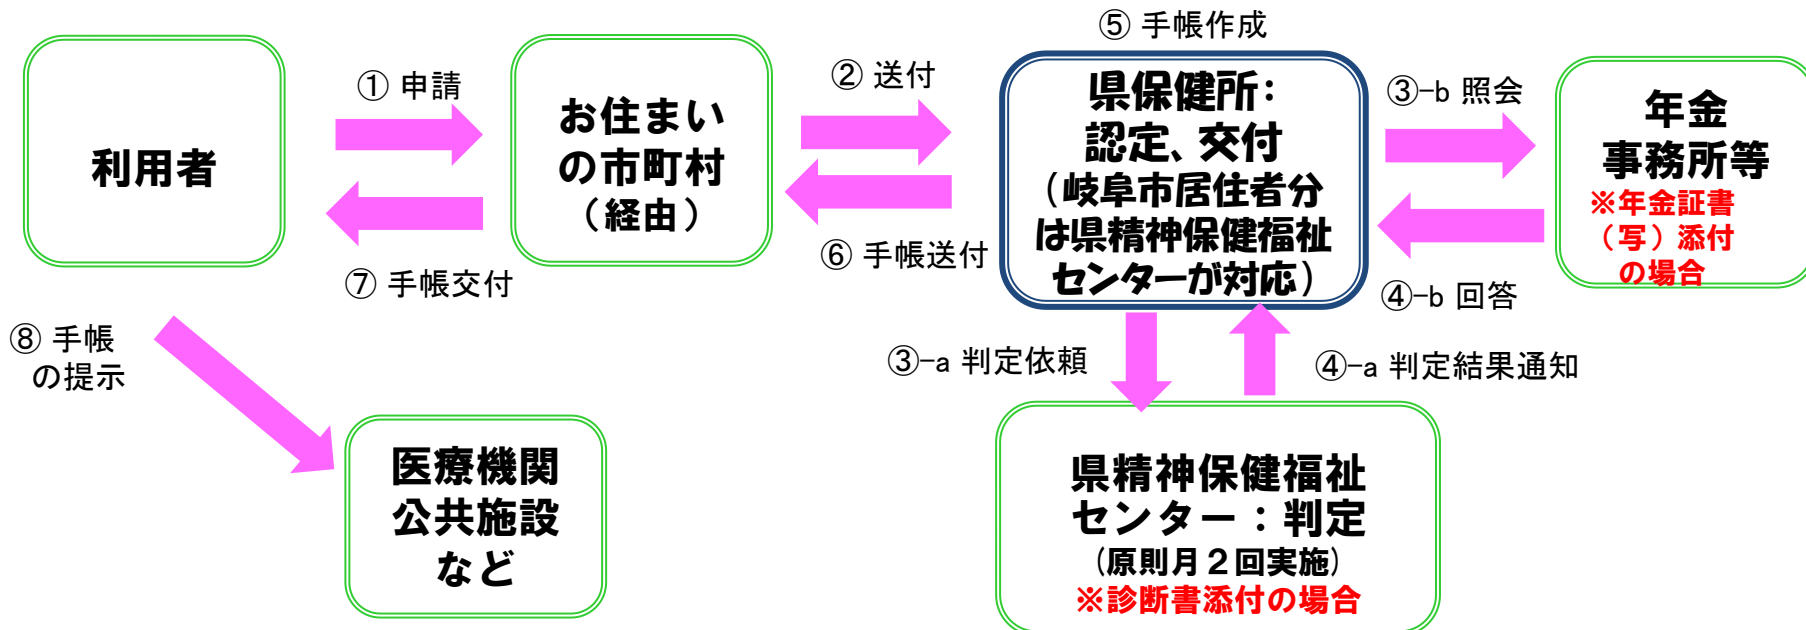 利用者
① 申請
⑦ 手帳交付
お住まい
の市町村
（経由）
② 送付
⑥ 手帳送付
⑤ 手帳作成
県保健所：
認定、交付
（岐阜市居住者分
は県精神保健福祉
センターが対応）
③-b 照会
④-b 回答
年金
事務所等
※年金証書
（写）添付
の場合
③-a 判定依頼
④-a 判定結果通知
⑧ 手帳
の提示
医療機関
公共施設
など
県精神保健福祉
センター：判定
（原則月２回実施）
※診断書添付の場合